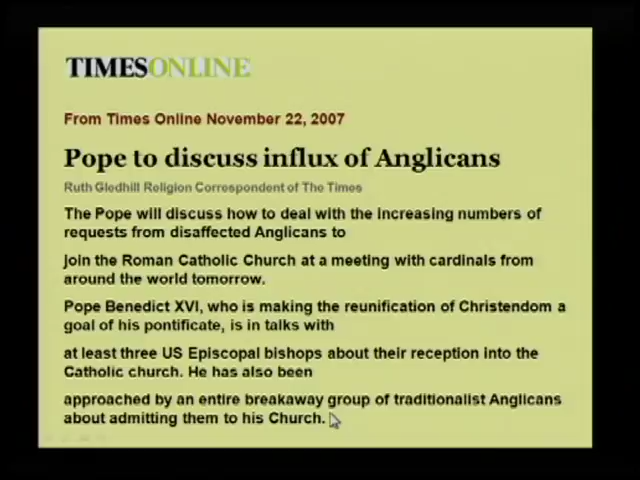 TIMESONLINE
From Times Online November 22, 2007
Pope to discuss influx of Anglicans
Ruth Gledhill Religion Correspondent of The Times
The Pope will discuss how to deal with the increasing numbers of
requests from disaffected Anglicans to
join the Roman Catholic Church at a meeting with cardinals from
around the world tomorrow.
Pope Benedict XVI, who is making the reunification of Christendom a
goal of his pontificate, is in talks with
at least three US Episcopal bishops about their reception into the
Catholic church. He has also been
approached by an entire breakaway group of traditionalist Anglicans
about admitting them to his Church.